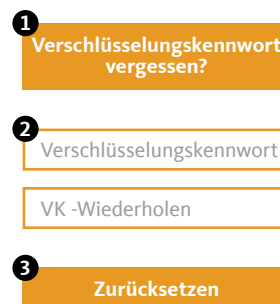 1
Verschlüsselungskennwort
vergessen?
2
Verschlüsselungskennwort
VK -Wiederholen
3
Zurücksetzen